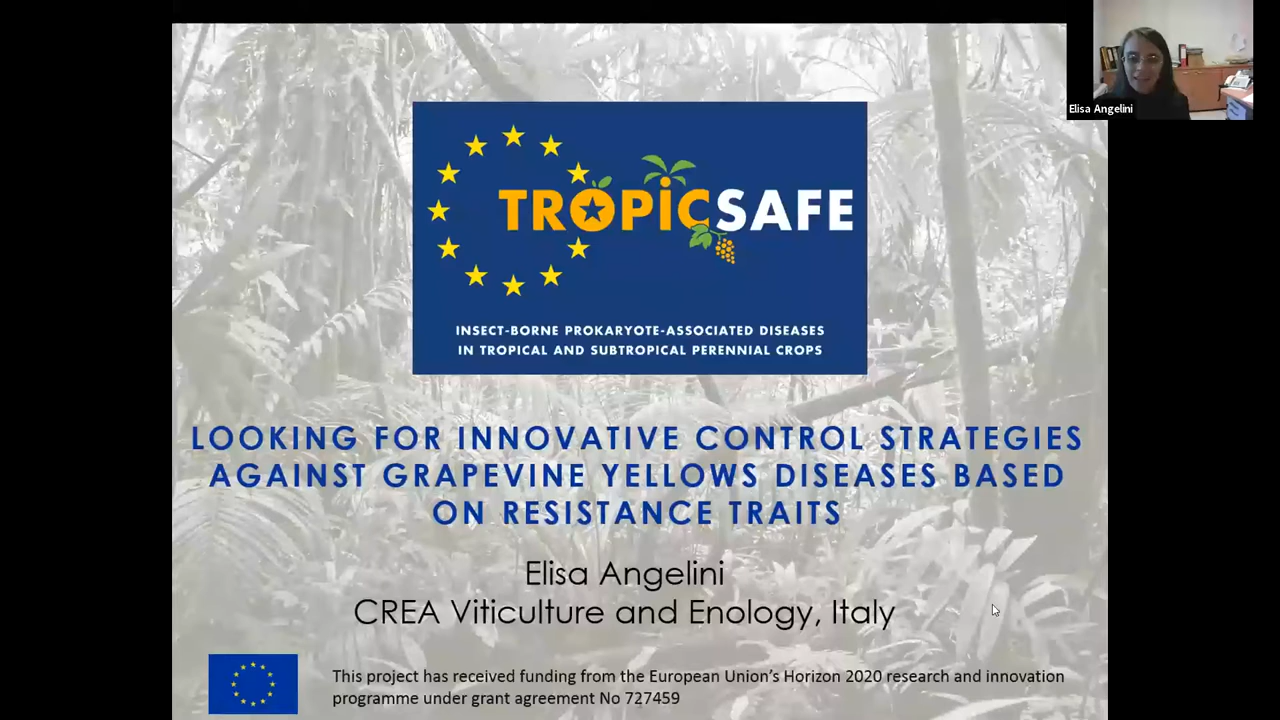 Elisa Angelini
TROPICSAFE
INSECT-BORNE PROKARYOTE-ASSOCIATED DISEASES
IN TROPICAL AND SUBTROPICAL PERENNIAL CROPS
LOOKING FOR INNOVATIVE CONTROL STRATEGIES
AGAINST GRAPEVINE YELLOWS DISEASES BASED
ON RESISTANCE TRAITS
Elisa Angelini
CREA Viticulture and Enology, Italy
This project has received funding from the European Union’s Horizon 2020 research and innovation
programme under grant agreement No 727459